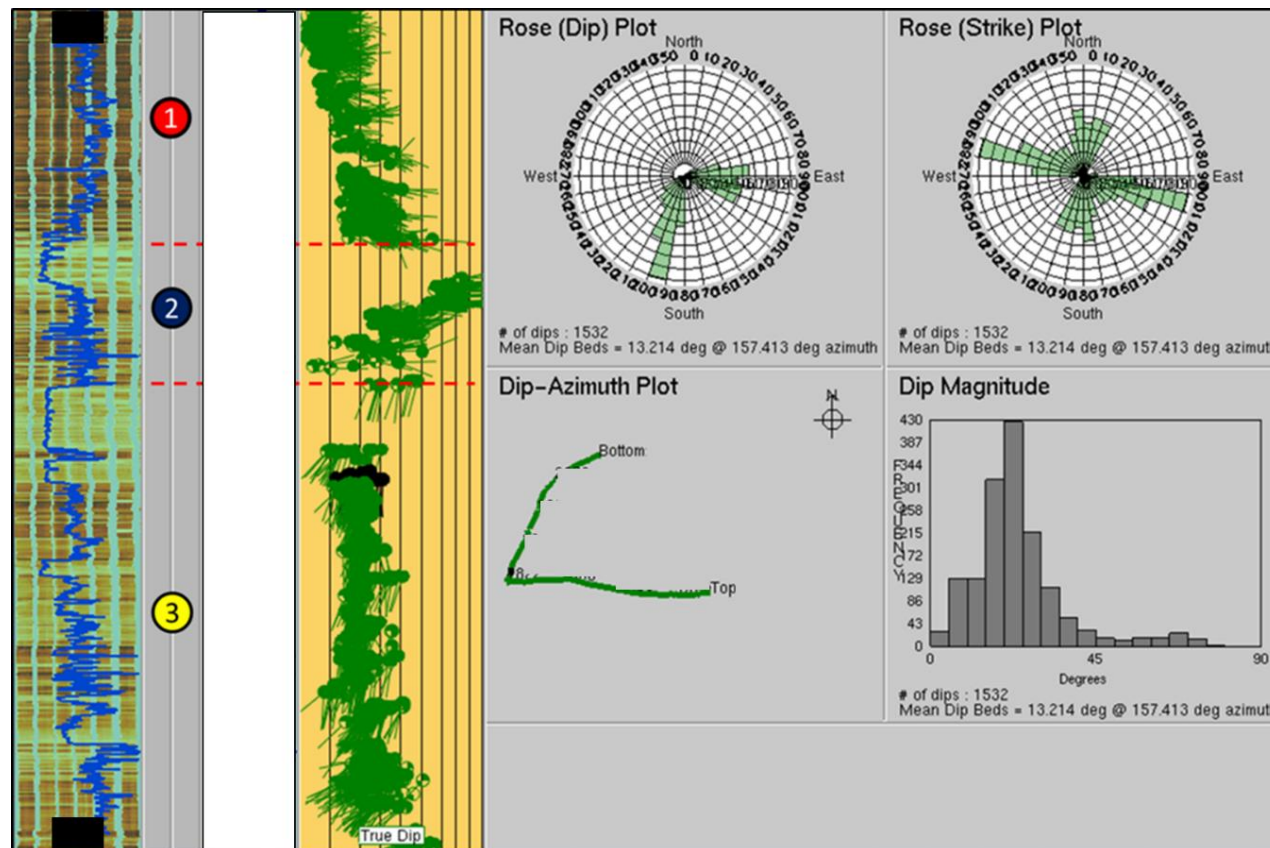 1
2
3
True Dip
Rose (Dip) Plot
North
West
East
South
# of dips : 1532
Mean Dip Beds = 13.214 deg @ 157.413 deg azimuth
Rose (Strike) Plot
North
West
East
South
# of dips : 1532
Mean Dip Beds = 13.214 deg @ 157.413 deg azimut
Dip-Azimuth Plot
N
Bottom
Top
Dip Magnitude
FREQUENCY
430
387
344
301
258
215
172
129
86
43
0
0 45 90
Degrees
# of dips : 1532
Mean Dip Beds = 13.214 deg @ 157.413 deg azimut